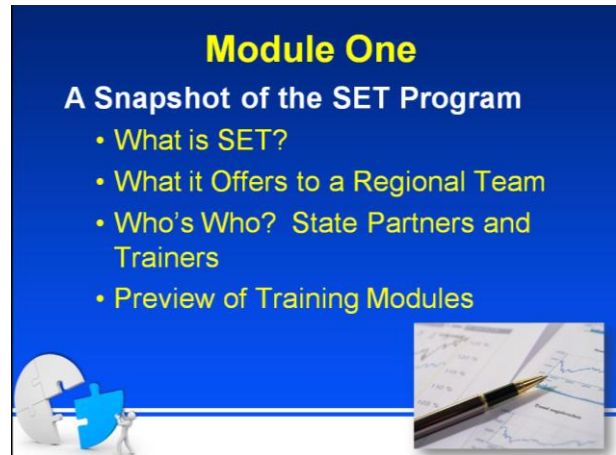 Module One
A Snapshot of the SET Program
• What is SET?
• What it Offers to a Regional Team
• Who's Who? State Partners and
Trainers
• Preview of Training Modules